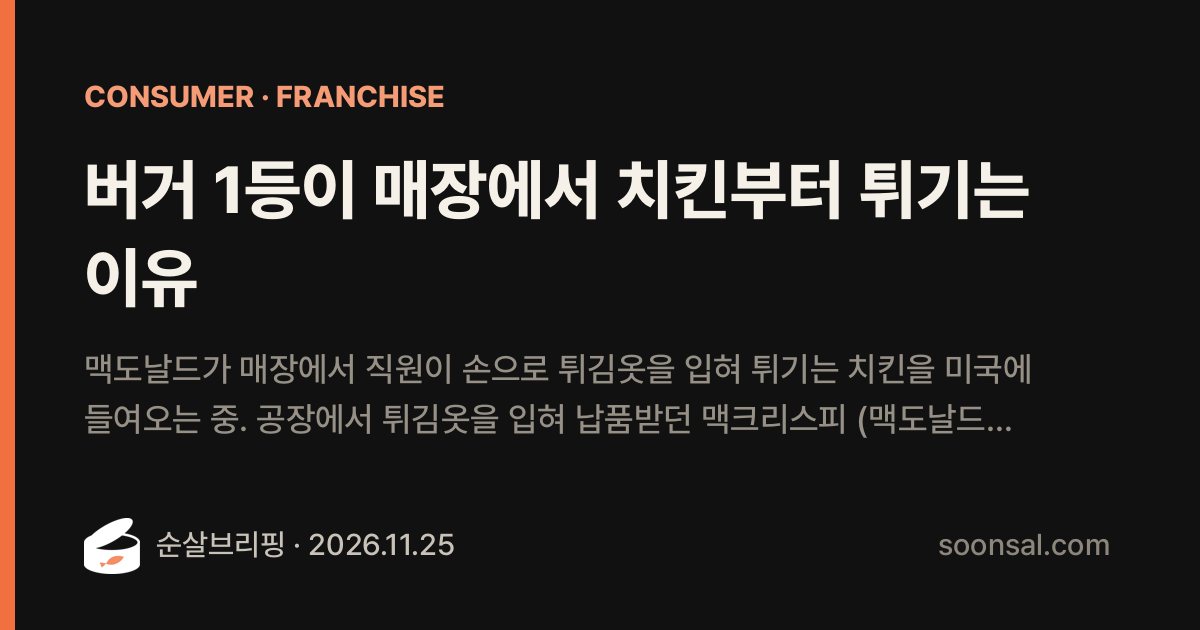 CONSUMER · FRANCHISE
버거 1등이 매장에서 치킨부터 튀기는
이유
맥도날드가 매장에서 직원이 손으로 튀김옷을 입혀 튀기는 치킨을 미국에
들여오는 중. 공장에서 튀김옷을 입혀 납품받던 맥크리스피 (맥도날드...
순살브리핑 · 2026.11.25
soonsal.com